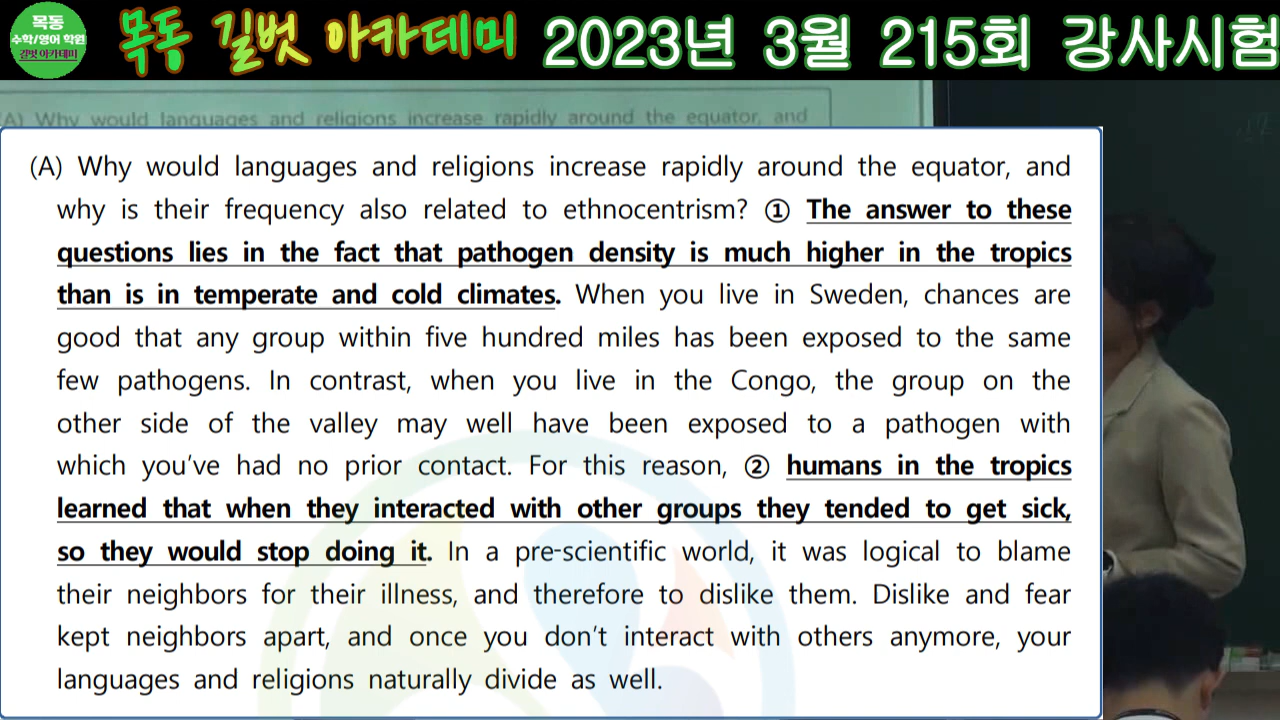 목동
수학/영어 학원
길벗 아카데미
목동 길벗 아카데미 2023년 3월 215회 강사시험
(A) Why would languages and religions increase rapidly around the equator, and
(A) Why would languages and religions increase rapidly around the equator, and
why is their frequency also related to ethnocentrism? ① The answer to these
questions lies in the fact that pathogen density is much higher in the tropics
than is in temperate and cold climates. When you live in Sweden, chances are
good that any group within five hundred miles has been exposed to the same
few pathogens. In contrast, when you live in the Congo, the group on the
other side of the valley may well have been exposed to a pathogen with
which you've had no prior contact. For this reason, ② humans in the tropics
learned that when they interacted with other groups they tended to get sick,
so they would stop doing it. In a pre-scientific world, it was logical to blame
their neighbors for their illness, and therefore to dislike them. Dislike and fear
kept neighbors apart, and once you don't interact with others anymore, your
languages and religions naturally divide as well.